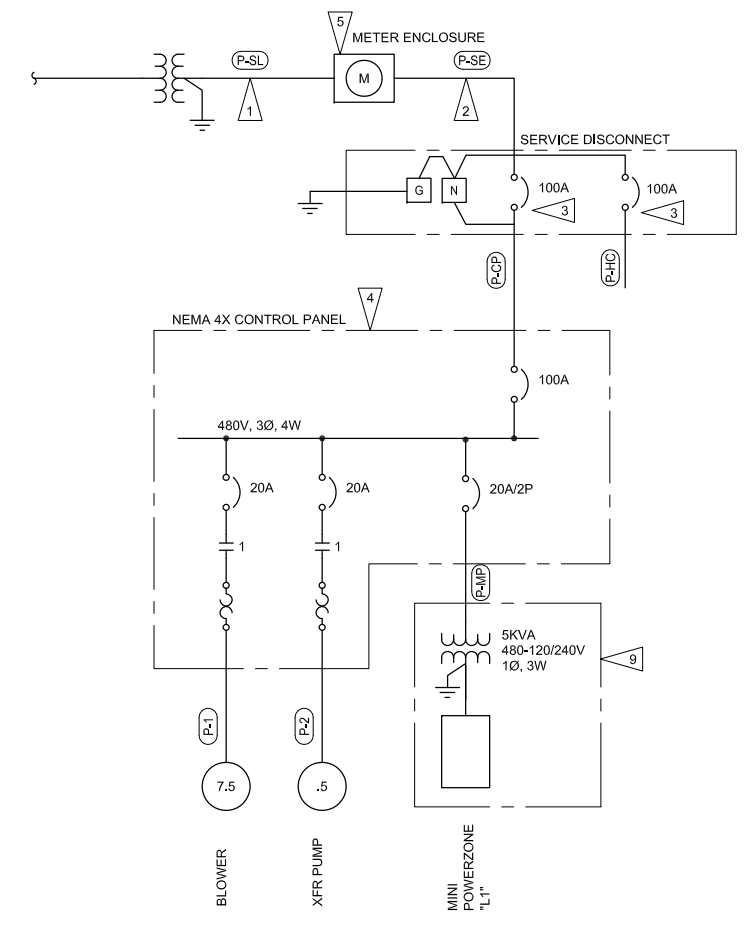 5
METER ENCLOSURE
P-SL
P-SE
M
1
2
SERVICE DISCONNECT
G
N
100A
100A
3
3
P-CP
P-HC
4
NEMA 4X CONTROL PANEL
100A
480V, 3Ø, 4W
20A
20A
20A/2P
1
1
P-MP
5KVA
480-120/240V
1Ø, 3W
9
P-1
P-2
7.5
.5
BLOWER
XFR PUMP
MINI
POWERZONE
"L1"